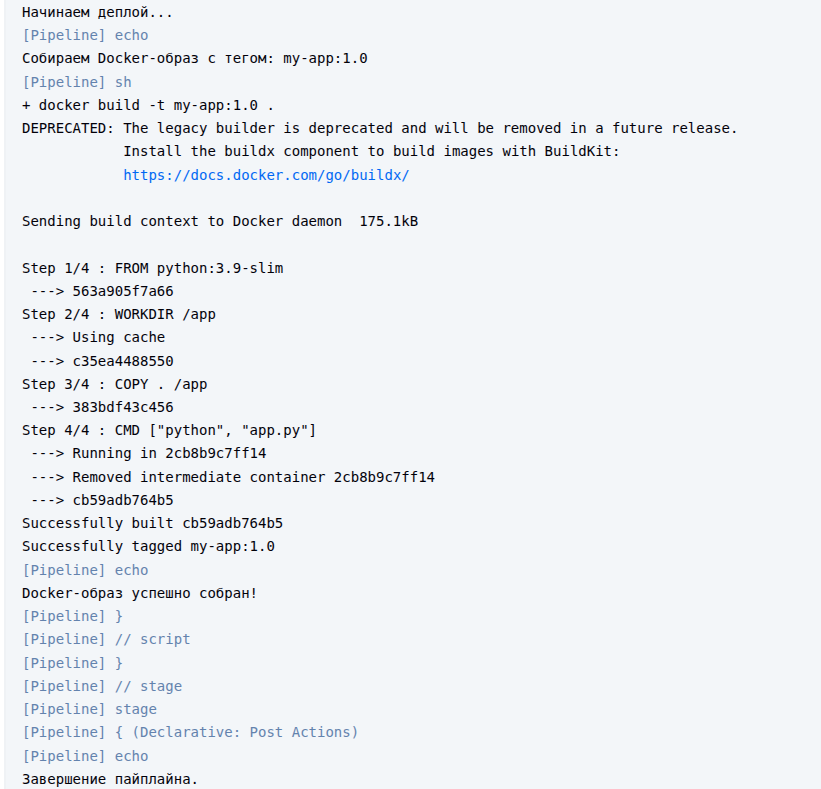 Начинаем деплой...
[Pipeline] echo
Собираем Docker-образ с тегом: my-app:1.0
[Pipeline] sh
+ docker build -t my-app:1.0 .
DEPRECATED: The legacy builder is deprecated and will be removed in a future release.
            Install the buildx component to build images with BuildKit:
            https://docs.docker.com/go/buildx/

Sending build context to Docker daemon  175.1kB

Step 1/4 : FROM python:3.9-slim
 ---> 563a905f7a66
Step 2/4 : WORKDIR /app
 ---> Using cache
 ---> c35ea4488550
Step 3/4 : COPY . /app
 ---> 383bdf43c456
Step 4/4 : CMD ["python", "app.py"]
 ---> Running in 2cb8b9c7ff14
 ---> Removed intermediate container 2cb8b9c7ff14
 ---> cb59adb764b5
Successfully built cb59adb764b5
Successfully tagged my-app:1.0
[Pipeline] echo
Docker-образ успешно собран!
[Pipeline] }
[Pipeline] // script
[Pipeline] }
[Pipeline] // stage
[Pipeline] stage
[Pipeline] { (Declarative: Post Actions)
[Pipeline] echo
Завершение пайплайна.